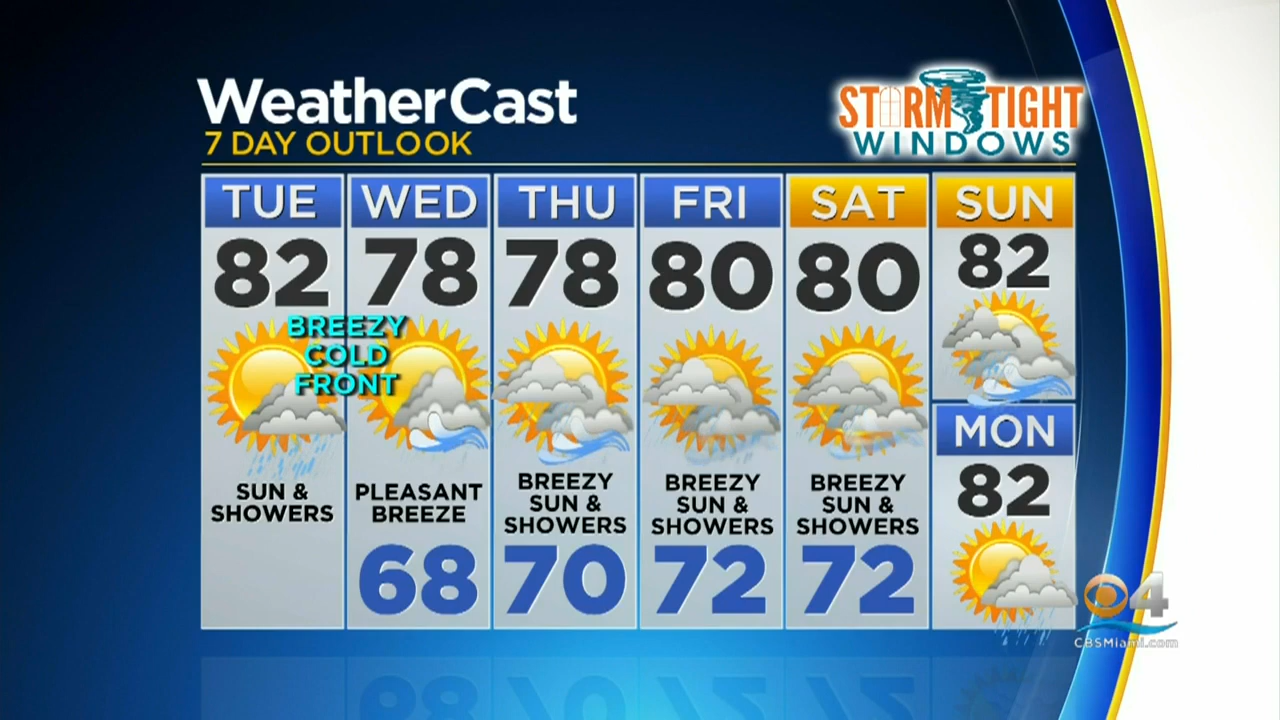 WeatherCast
7 DAY OUTLOOK
STORM TIGHT
WINDOWS
TUE
82
SUN &
SHOWERS
BREEZY
COLD
FRONT
WED
78
PLEASANT
BREEZE
68
THU
78
BREEZY
SUN &
SHOWERS
70
FRI
80
BREEZY
SUN &
SHOWERS
72
SAT
80
BREEZY
SUN &
SHOWERS
72
SUN
82
MON
82
4
CBSMiami.com